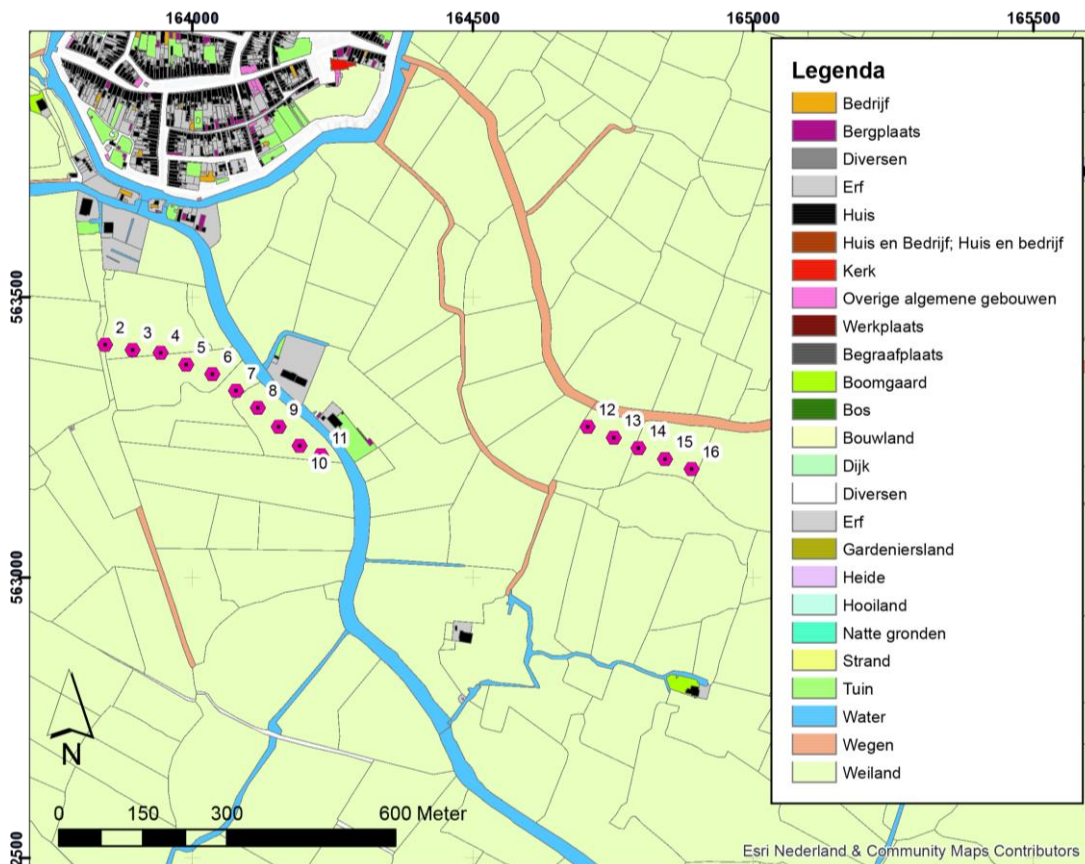 164000 164500 165000 165500
Legenda
Bedrijf
Bergplaats
Diversen
Erf
Huis
Huis en Bedrijf; Huis en bedrijf
Kerk
Overige algemene gebouwen
Werkplaats
Begraafplaats
Boomgaard
Bos
Bouwland
Dijk
Diversen
Erf
Gardeniersland
Heide
Hooiland
Natte gronden
Strand
Tuin
Water
Wegen
Weiland
563500
563000
2500
2
3
4
5
6
7
8
9
11
10
12
13
14
15
16
N
0 150 300 600 Meter
Esri Nederland & Community Maps Contributors